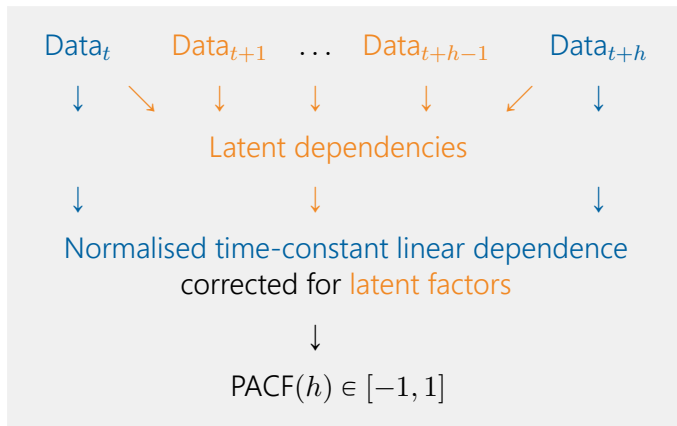 Data_t Data_{t+1} … Data_{t+h−1} Data_{t+h}
↓ ↘ ↓ ↓ ↓ ↙ ↓
Latent dependencies
↓ ↓ ↓
Normalised time-constant linear dependence
corrected for latent factors
↓
PACF(h) ∈ [−1, 1]